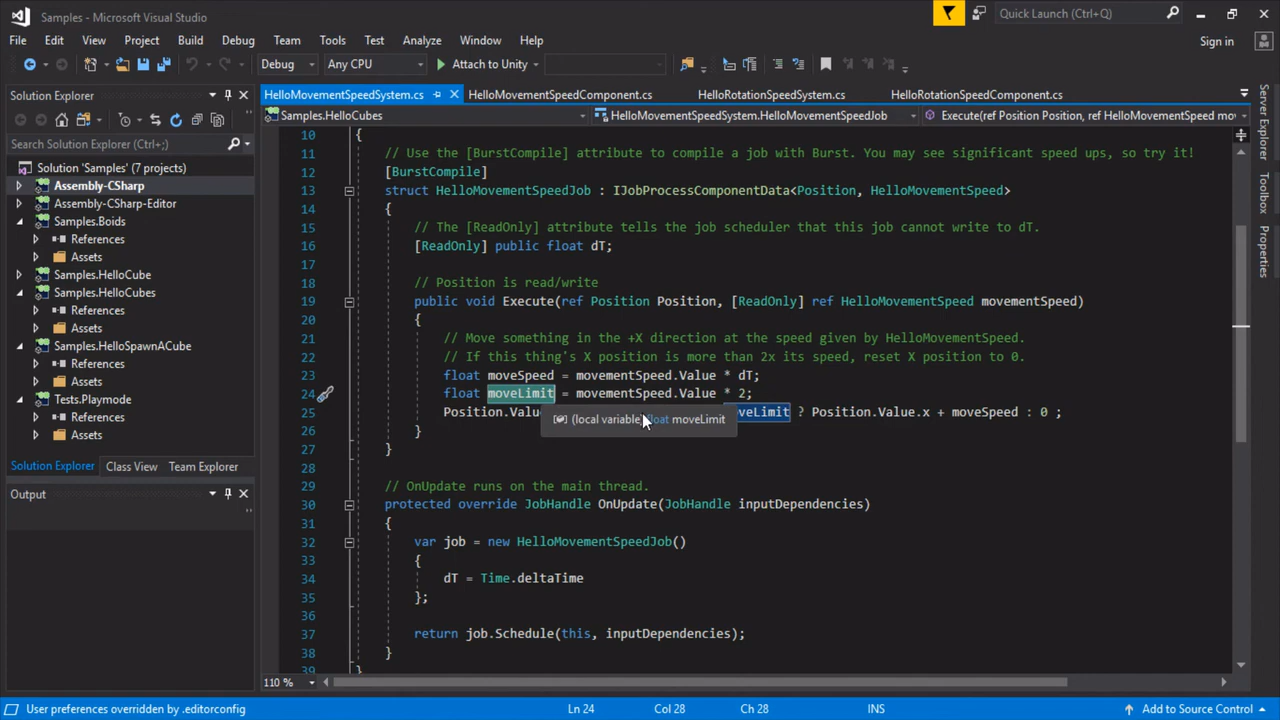 Samples - Microsoft Visual Studio
Quick Launch (Ctrl+Q)
File Edit View Project Build Debug Team Tools Test Analyze Window Help
Sign in
Debug Any CPU Attach to Unity
Solution Explorer
HelloMovementSpeedSystem.cs HelloMovementSpeedComponent.cs HelloRotationSpeedSystem.cs HelloRotationSpeedComponent.cs
Samples.HelloCubes HelloMovementSpeedSystem.HelloMovementSpeedJob Execute(ref Position Position, ref HelloMovementSpeed mov
Search Solution Explorer (Ctrl+;)
Solution 'Samples' (7 projects)
Assembly-CSharp
Assembly-CSharp-Editor
Samples.Boids
References
Assets
Samples.HelloCube
Samples.HelloCubes
References
Assets
Samples.HelloSpawnACube
References
Assets
Tests.Playmode
References
Assets
Solution Explorer Class View Team Explorer
Output
10 {
11 // Use the [BurstCompile] attribute to compile a job with Burst. You may see significant speed ups, so try it!
12 [BurstCompile]
13 struct HelloMovementSpeedJob : IJobProcessComponentData<Position, HelloMovementSpeed>
14 {
15 // The [ReadOnly] attribute tells the job scheduler that this job cannot write to dT.
16 [ReadOnly] public float dT;
17
18 // Position is read/write
19 public void Execute(ref Position Position, [ReadOnly] ref HelloMovementSpeed movementSpeed)
20 {
21 // Move something in the +X direction at the speed given by HelloMovementSpeed.
22 // If this thing's X position is more than 2x its speed, reset X position to 0.
23 float moveSpeed = movementSpeed.Value * dT;
24 float moveLimit = movementSpeed.Value * 2;
25 Position.Valu veLimit ? Position.Value.x + moveSpeed : 0 ;
(local variable) float moveLimit
26 }
27 }
28
29 // OnUpdate runs on the main thread.
30 protected override JobHandle OnUpdate(JobHandle inputDependencies)
31 {
32 var job = new HelloMovementSpeedJob()
33 {
34 dT = Time.deltaTime
35 };
36
37 return job.Schedule(this, inputDependencies);
38 }
39 }
110 %
Server Explorer
Toolbox
Properties
User preferences overridden by .editorconfig Ln 24 Col 28 Ch 28 INS Add to Source Control